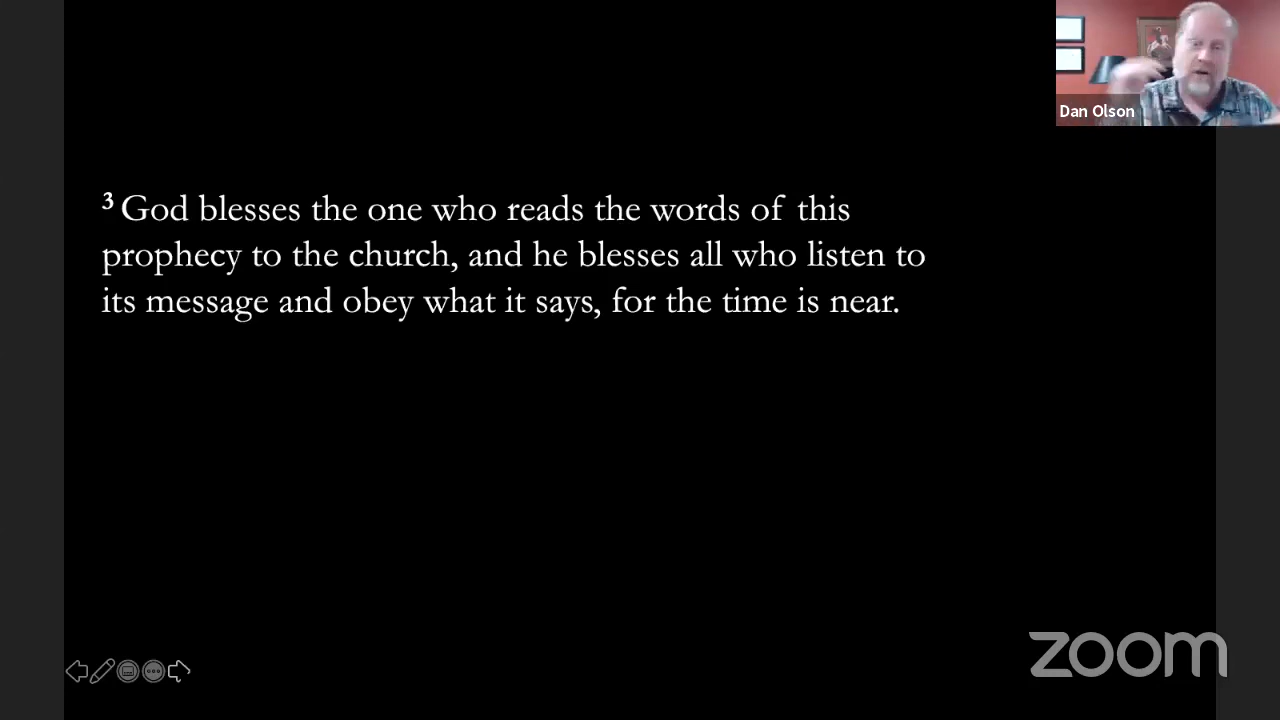 Dan Olson
3 God blesses the one who reads the words of this
prophecy to the church, and he blesses all who listen to
its message and obey what it says, for the time is near.
zoom